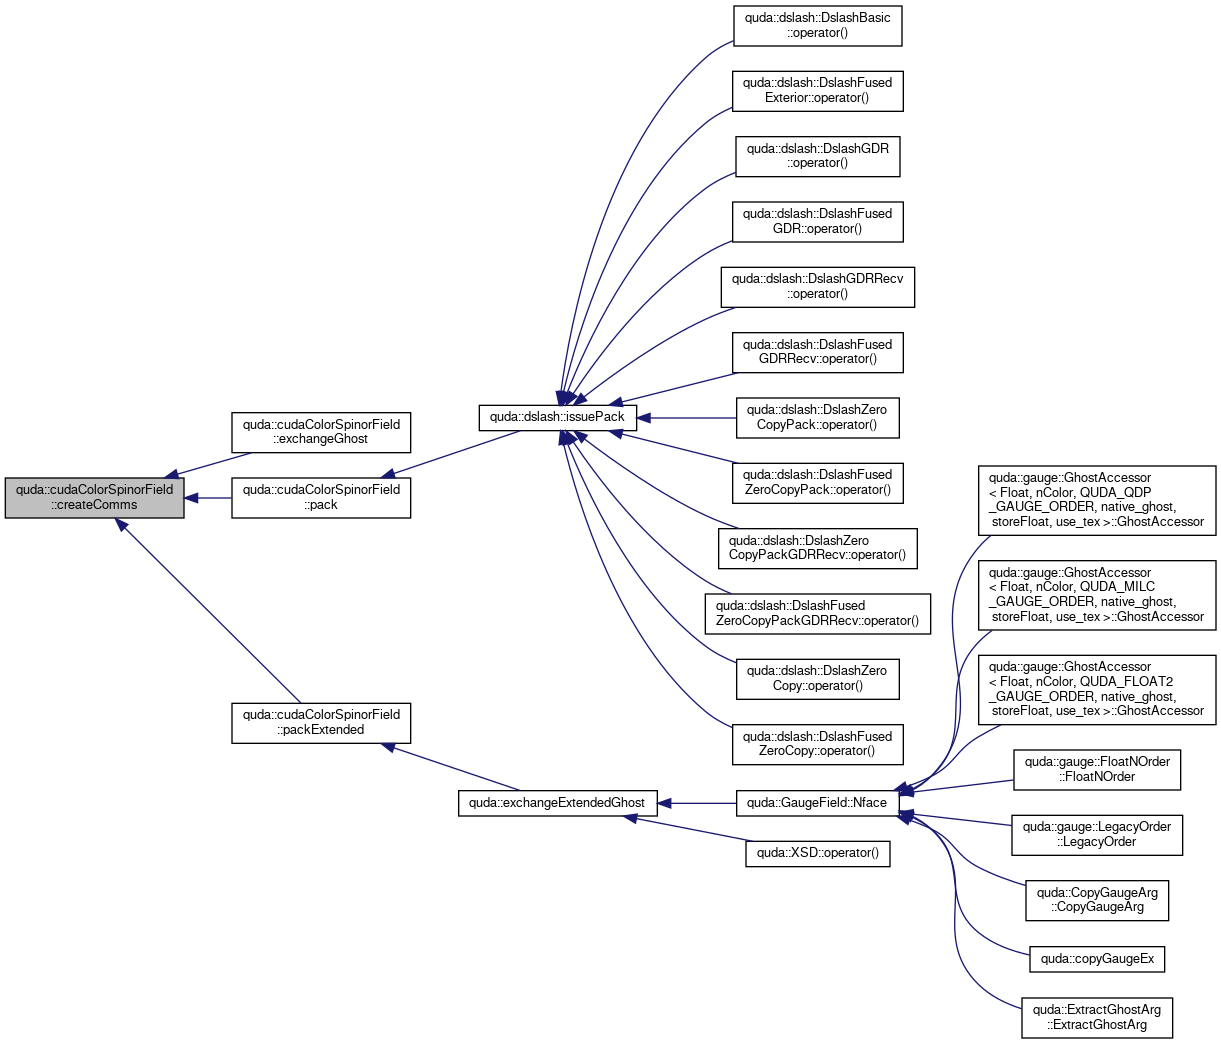 quda::dslash::DslashBasic
::operator()
quda::dslash::DslashFused
Exterior::operator()
quda::dslash::DslashGDR
::operator()
quda::dslash::DslashFused
GDR::operator()
quda::dslash::DslashGDRRecv
::operator()
quda::dslash::DslashFused
GDRRecv::operator()
quda::dslash::issuePack
quda::dslash::DslashZero
CopyPack::operator()
quda::cudaColorSpinorField
::exchangeGhost
quda::cudaColorSpinorField
::createComms
quda::cudaColorSpinorField
::pack
quda::dslash::DslashFused
ZeroCopyPack::operator()
quda::dslash::DslashZero
CopyPackGDRRecv::operator()
quda::dslash::DslashFused
ZeroCopyPackGDRRecv::operator()
quda::dslash::DslashZero
Copy::operator()
quda::dslash::DslashFused
ZeroCopy::operator()
quda::cudaColorSpinorField
::packExtended
quda::exchangeExtendedGhost
quda::GaugeField::Nface
quda::XSD::operator()
quda::gauge::GhostAccessor
< Float, nColor, QUDA_QDP
_GAUGE_ORDER, native_ghost,
storeFloat, use_tex >::GhostAccessor
quda::gauge::GhostAccessor
< Float, nColor, QUDA_MILC
_GAUGE_ORDER, native_ghost,
storeFloat, use_tex >::GhostAccessor
quda::gauge::GhostAccessor
< Float, nColor, QUDA_FLOAT2
_GAUGE_ORDER, native_ghost,
storeFloat, use_tex >::GhostAccessor
quda::gauge::FloatNOrder
::FloatNOrder
quda::gauge::LegacyOrder
::LegacyOrder
quda::CopyGaugeArg
::CopyGaugeArg
quda::copyGaugeEx
quda::ExtractGhostArg
::ExtractGhostArg